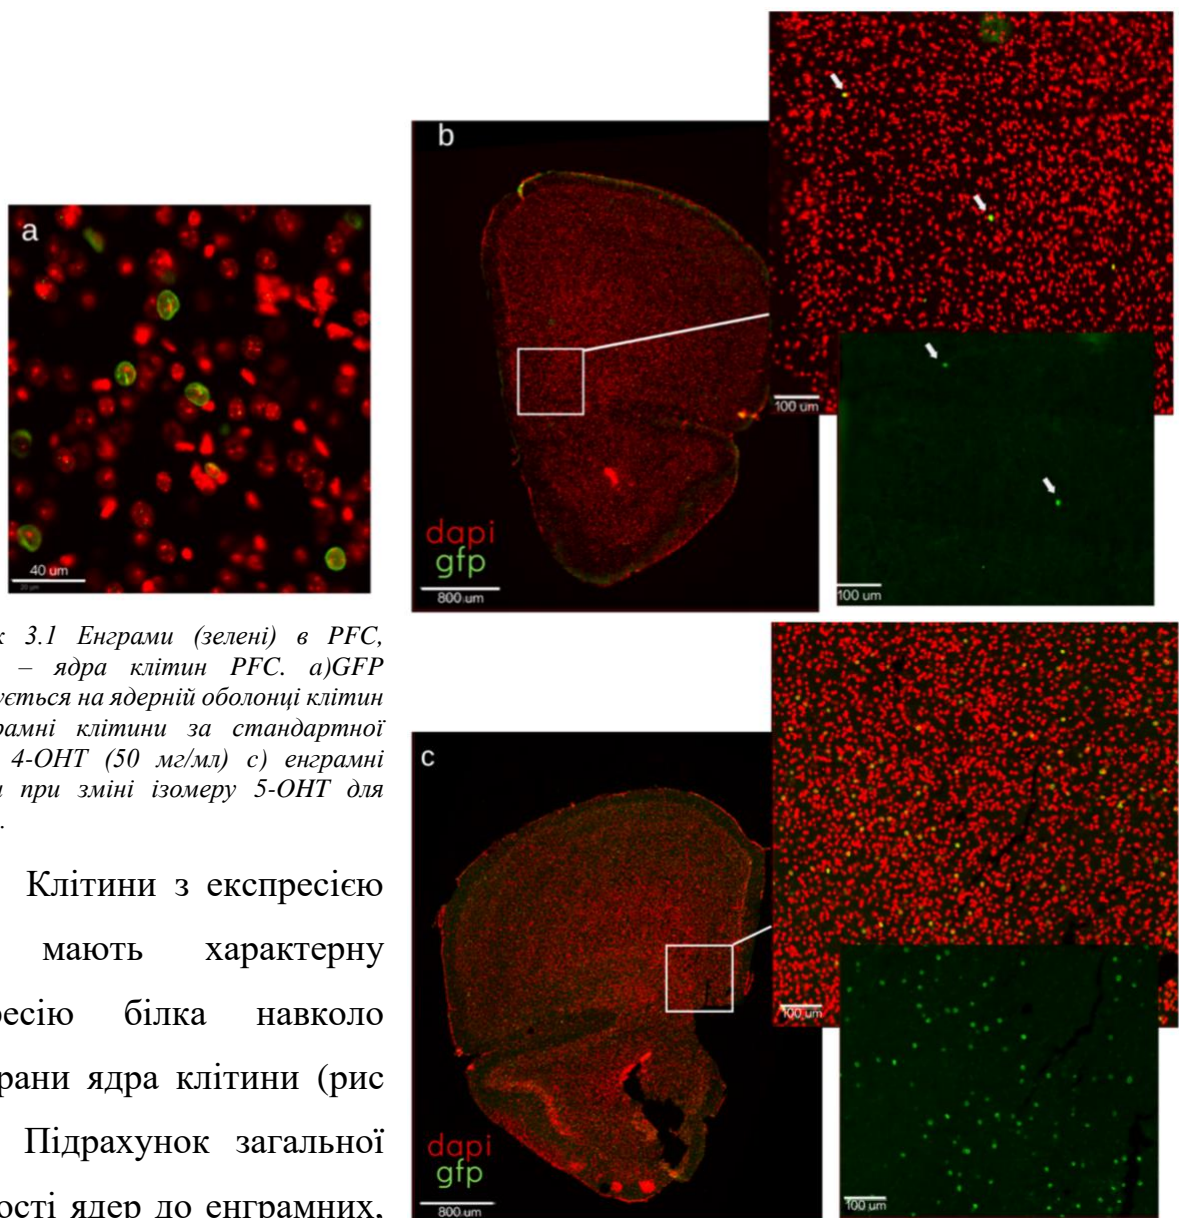 a
40 um
b
dapi
gfp
800 um
100 um
100 um
3.1 Енграми (зелені) в PFC,
– ядра клітин PFC. a)GFP
ується на ядерній оболонці клітин
рамні клітини за стандартної
4-OHT (50 мг/мл) c) енграмні
при зміні ізомеру 5-OHT для
.
Клітини з експресією
мають характерну
ресію білка навколо
рани ядра клітини (рис
Підрахунок загальної
ості ядер до енграмних,
c
dapi
gfp
800 um
100 um
100 um